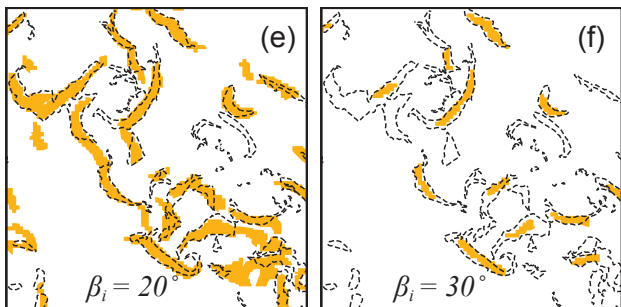 (e)
(f)
βᵢ = 20°
βᵢ = 30°